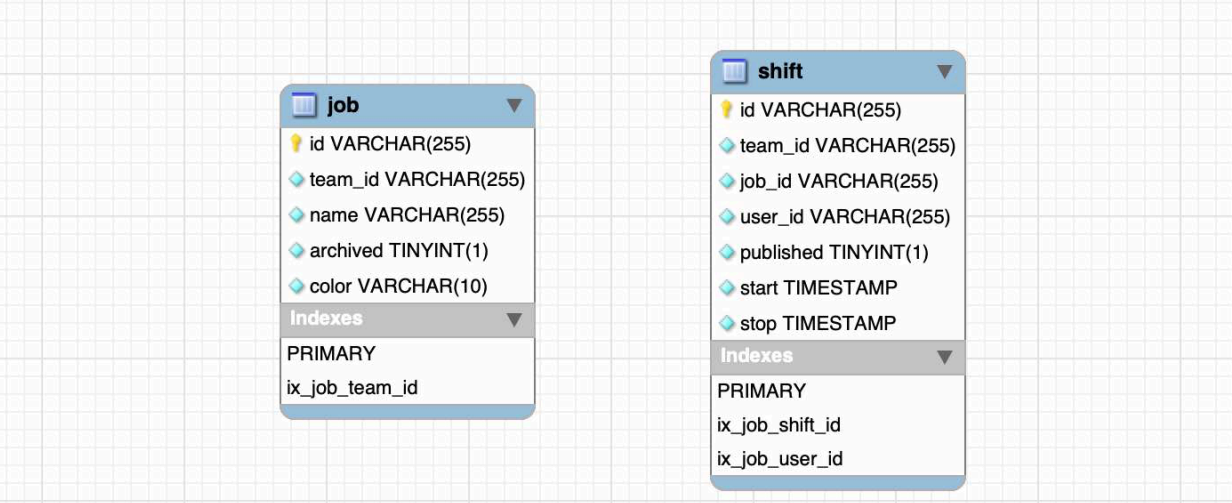 job
id VARCHAR(255)
team_id VARCHAR(255)
name VARCHAR(255)
archived TINYINT(1)
color VARCHAR(10)
Indexes
PRIMARY
ix_job_team_id
shift
id VARCHAR(255)
team_id VARCHAR(255)
job_id VARCHAR(255)
user_id VARCHAR(255)
published TINYINT(1)
start TIMESTAMP
stop TIMESTAMP
Indexes
PRIMARY
ix_job_shift_id
ix_job_user_id